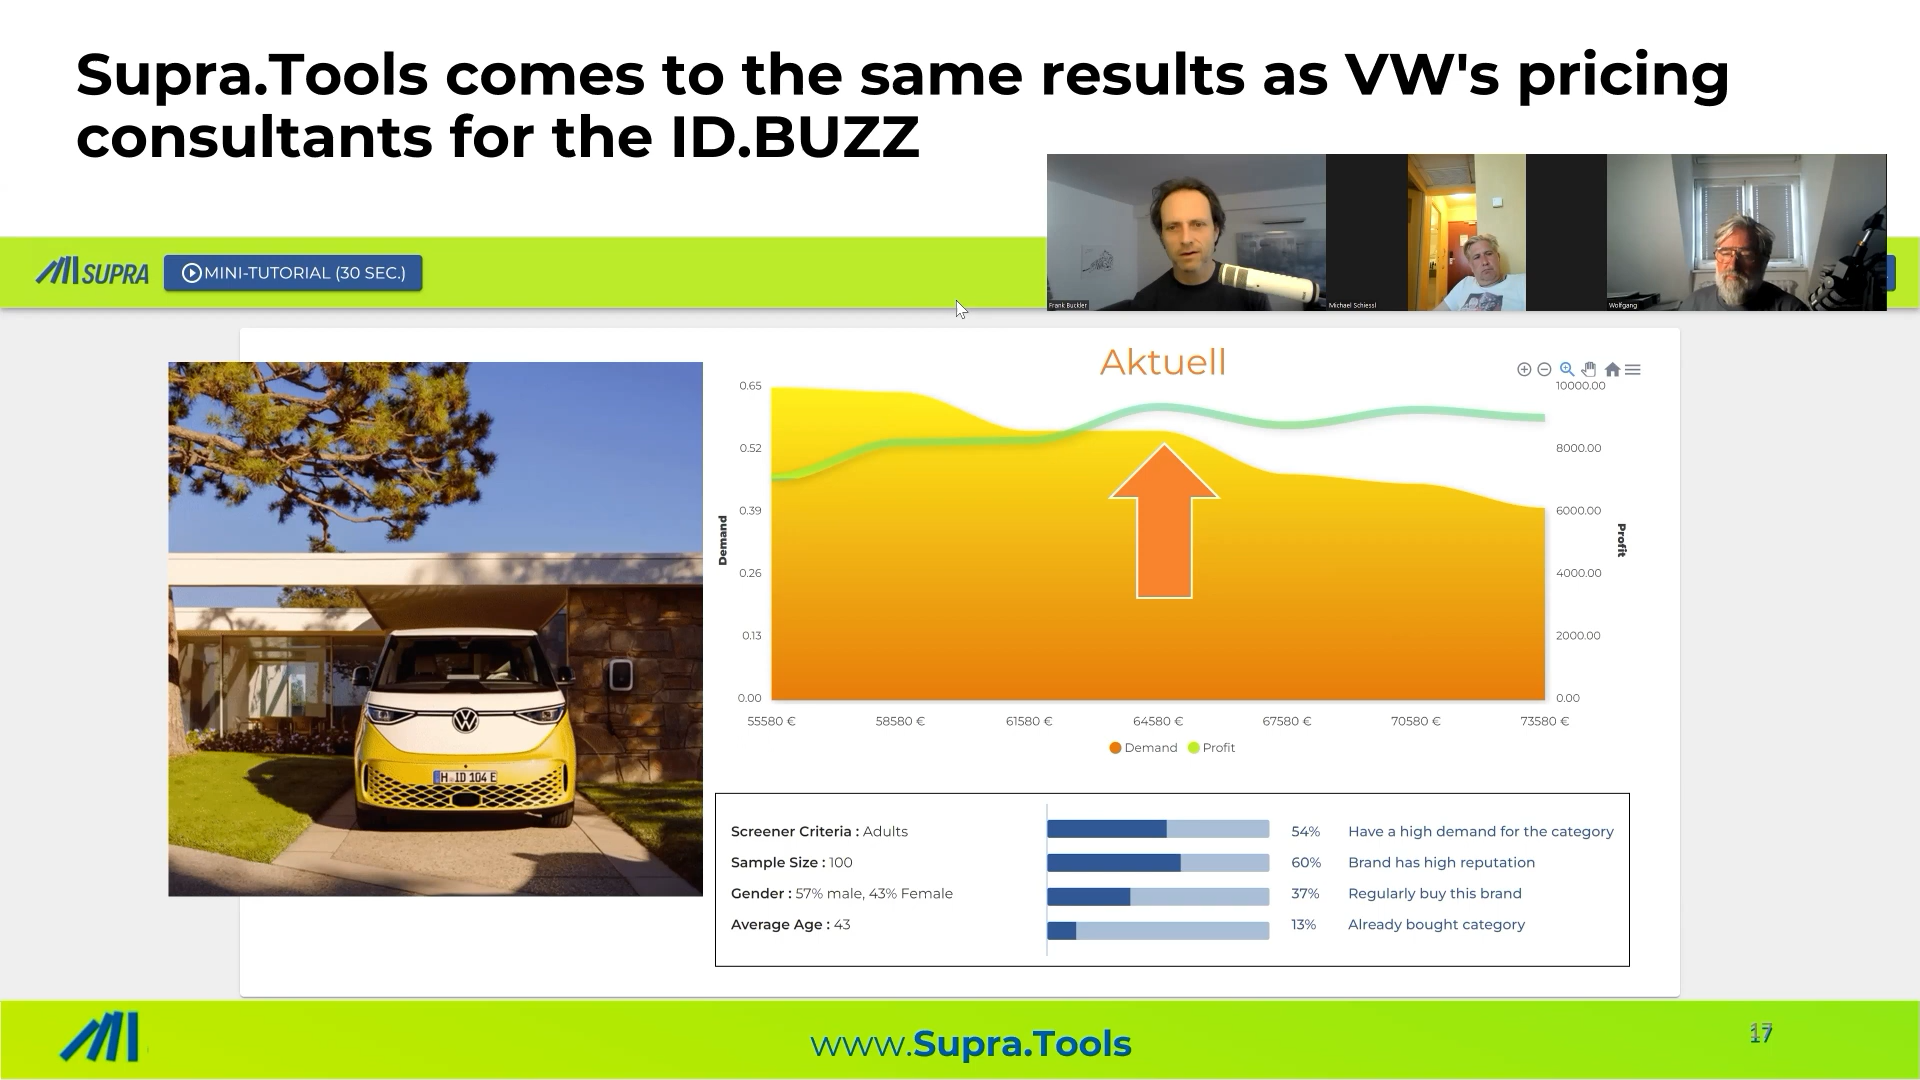 Supra.Tools comes to the same results as VW's pricing
consultants for the ID.BUZZ
SUPRA
MINI-TUTORIAL (30 SEC.)
Frank Buckler
Michael Schiessl
Wolfgang
Aktuell
0.65
0.52
0.39
0.26
0.13
0.00
Demand
10000.00
8000.00
6000.00
4000.00
2000.00
0.00
Profit
55580 €
58580 €
61580 €
64580 €
67580 €
70580 €
73580 €
Demand
Profit
H ID 104 E
Screener Criteria : Adults
Sample Size : 100
Gender : 57% male, 43% Female
Average Age : 43
54% Have a high demand for the category
60% Brand has high reputation
37% Regularly buy this brand
13% Already bought category
www.Supra.Tools
17